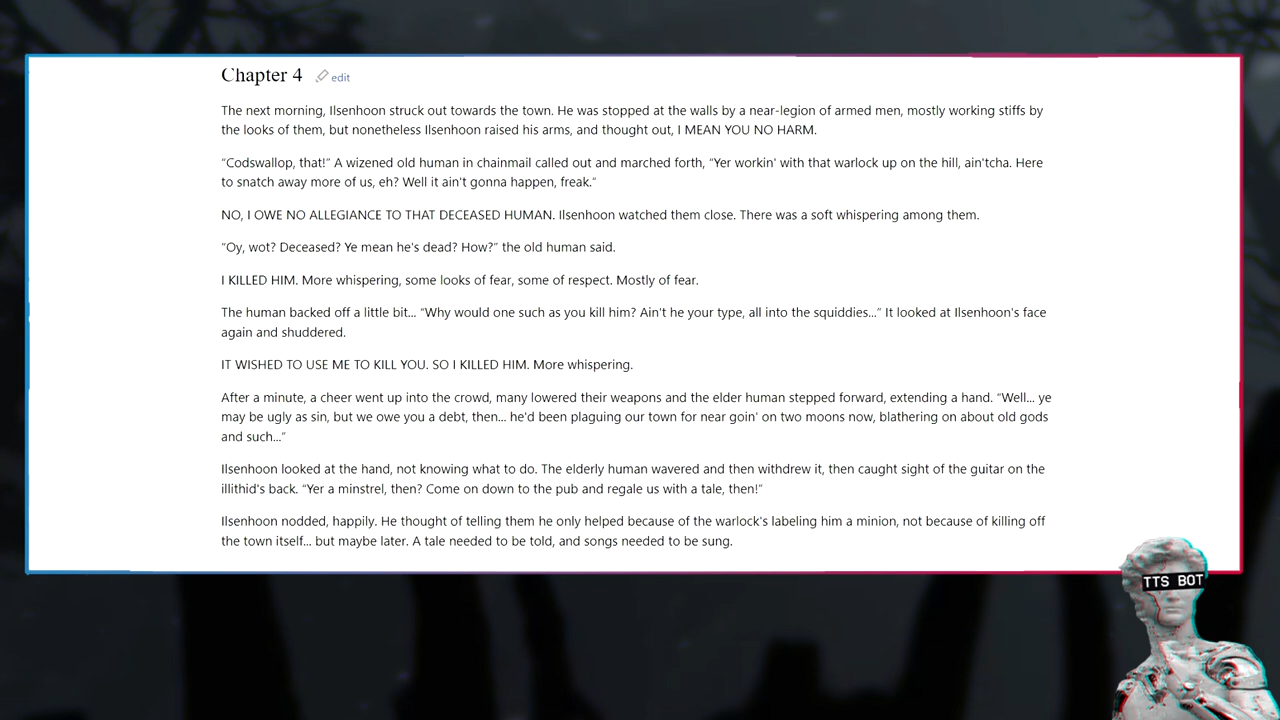 Chapter 4 edit
The next morning, Ilsenhoon struck out towards the town. He was stopped at the walls by a near-legion of armed men, mostly working stiffs by
the looks of them, but nonetheless Ilsenhoon raised his arms, and thought out, I MEAN YOU NO HARM.
“Codswallop, that!” A wizened old human in chainmail called out and marched forth, “Yer workin' with that warlock up on the hill, ain'tcha. Here
to snatch away more of us, eh? Well it ain't gonna happen, freak.”
NO, I OWE NO ALLEGIANCE TO THAT DECEASED HUMAN. Ilsenhoon watched them close. There was a soft whispering among them.
“Oy, wot? Deceased? Ye mean he's dead? How?” the old human said.
I KILLED HIM. More whispering, some looks of fear, some of respect. Mostly of fear.
The human backed off a little bit... “Why would one such as you kill him? Ain't he your type, all into the squiddies...” It looked at Ilsenhoon's face
again and shuddered.
IT WISHED TO USE ME TO KILL YOU. SO I KILLED HIM. More whispering.
After a minute, a cheer went up into the crowd, many lowered their weapons and the elder human stepped forward, extending a hand. “Well... ye
may be ugly as sin, but we owe you a debt, then... he'd been plaguing our town for near goin' on two moons now, blathering on about old gods
and such...”
Ilsenhoon looked at the hand, not knowing what to do. The elderly human wavered and then withdrew it, then caught sight of the guitar on the
illithid's back. “Yer a minstrel, then? Come on down to the pub and regale us with a tale, then!”
Ilsenhoon nodded, happily. He thought of telling them he only helped because of the warlock's labeling him a minion, not because of killing off
the town itself... but maybe later. A tale needed to be told, and songs needed to be sung.
TTS BOT